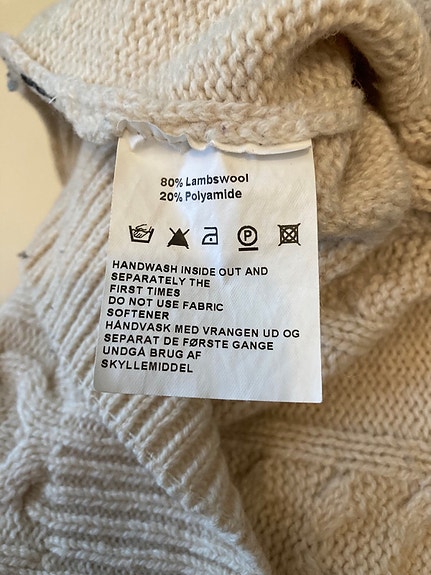 80% Lambswool
20% Polyamide
P
HANDWASH INSIDE OUT AND
SEPARATELY THE
FIRST TIMES
DO NOT USE FABRIC
SOFTENER
HÅNDVASK MED VRANGEN UD OG
SEPARAT DE FØRSTE GANGE
UNDGÅ BRUG AF
SKYLLEMIDDEL